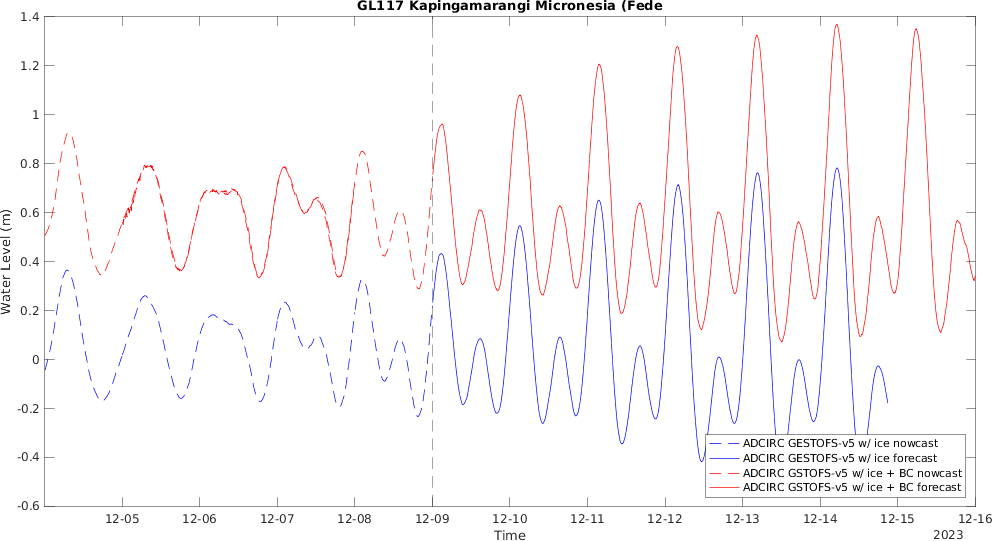 GL117 Kapingamarangi Micronesia (Fede
1.4
1.2
1
0.8
0.6
0.4
0.2
0
-0.2
-0.4
-0.6
Water Level (m)
ADCIRC GESTOFS-v5 w/ ice nowcast
ADCIRC GESTOFS-v5 w/ ice forecast
ADCIRC GSTOFS-v5 w/ ice + BC nowcast
ADCIRC GSTOFS-v5 w/ ice + BC forecast
12-05 12-06 12-07 12-08 12-09 12-10 12-11 12-12 12-13 12-14 12-15 12-16
Time
2023